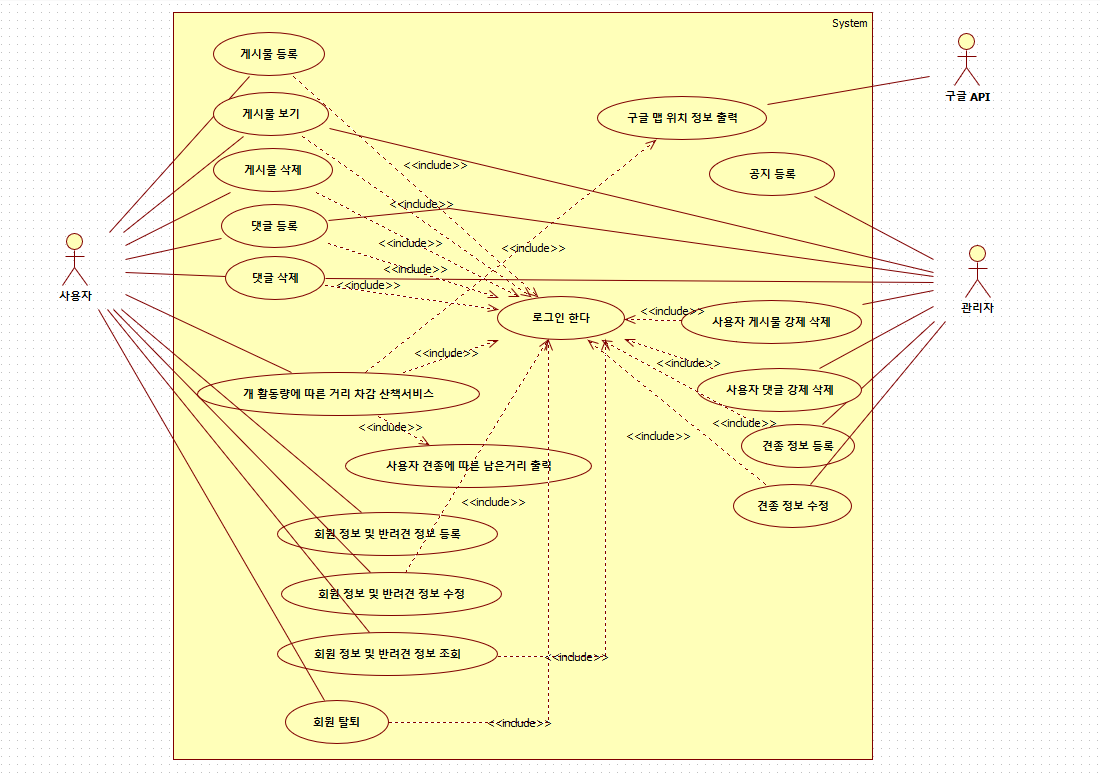 System
게시물 등록
구글 API
게시물 보기
구글 맵 위치 정보 출력
<<include>>
게시물 삭제
공지 등록
<<include>>
댓글 등록
<<include>>
<<include>>
<<include>>
댓글 삭제
<<include>>
사용자
관리자
로그인 한다
<<include>>
사용자 게시물 강제 삭제
<<include>>
<<include>>
개 활동량에 따른 거리 차감 산책서비스
사용자 댓글 강제 삭제
<<include>>
<<include>>
<<include>>
견종 정보 등록
사용자 견종에 따른 남은거리 출력
<<include>>
견종 정보 수정
회원 정보 및 반려견 정보 등록
회원 정보 및 반려견 정보 수정
회원 정보 및 반려견 정보 조회
<<include>>
회원 탈퇴
<<include>>